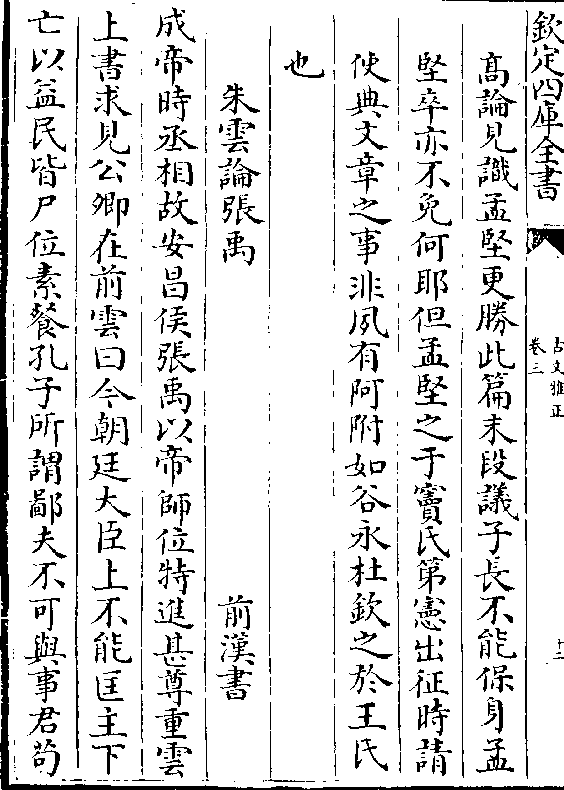 欽定四庫全書
古文雅正
卷三
十二
高論見識孟堅更勝此篇末段議子長不能保身孟
堅卒亦不免何耶但孟堅之于竇氏第憲出征時請
使典文章之事非夙有阿附如谷永杜欽之於王氏
也
朱雲論張禹 前漢書
成帝時丞相故安昌侯張禹以帝師位特進甚尊重雲
上書求見公卿在前雲曰今朝廷大臣上不能匡主下
亡以益民皆尸位素餐孔子所謂鄙夫不可與事君茍